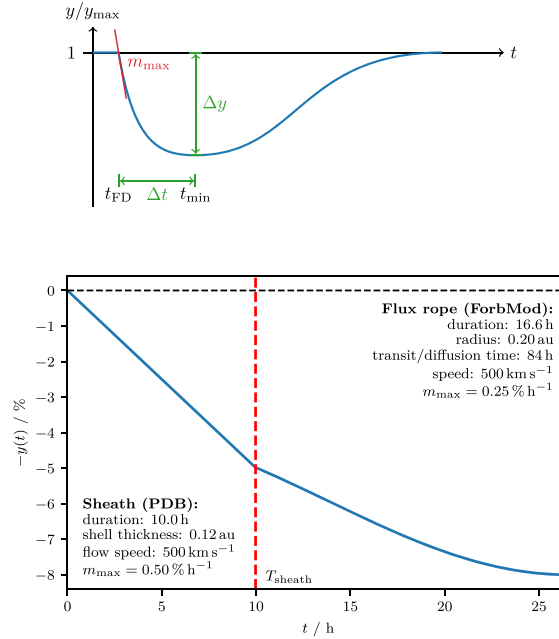 y/y_max
1
t
m_max
Δy
t_FD
Δt
t_min
0
−1
−2
−3
−4
−5
−6
−7
−8
−y(t) / %
Flux rope (ForbMod):
duration: 16.6 h
radius: 0.20 au
transit/diffusion time: 84 h
speed: 500 km s⁻¹
m_max = 0.25 % h⁻¹
Sheath (PDB):
duration: 10.0 h
shell thickness: 0.12 au
flow speed: 500 km s⁻¹
m_max = 0.50 % h⁻¹
T_sheath
0 5 10 15 20 25
t / h